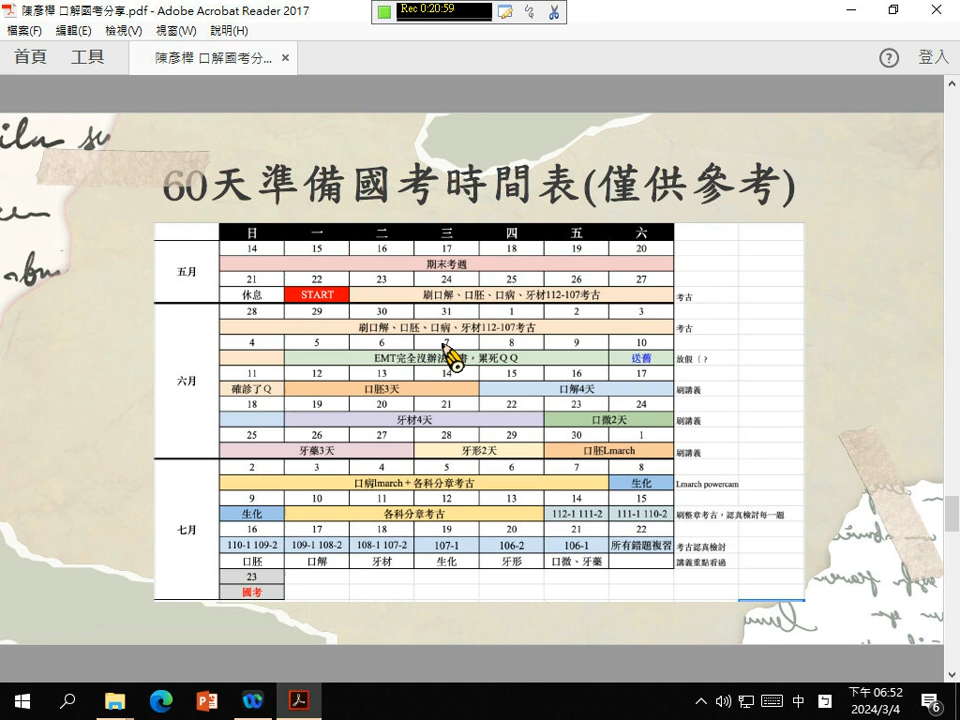 陳彥樺 口解國考分享.pdf - Adobe Acrobat Reader 2017
Rec 0:20:59
檔案(F) 編輯(E) 檢視(V) 視窗(W) 說明(H)
首頁 工具 陳彥樺 口解國考分... × ? 登入
60天準備國考時間表(僅供參考)
日 一 二 三 四 五 六
14 15 16 17 18 19 20
五月
期末考週
21 22 23 24 25 26 27
休息 START 刷口解、口胚、口病、牙材112-107考古 考古
28 29 30 31 1 2 3
刷口解、口胚、口病、牙材112-107考古 考古
4 5 6 7 8 9 10
EMT完全沒辦法 書，累死ＱＱ 送舊 放假（？
六月
11 12 13 14 15 16 17
確診了Ｑ 口胚3天 口解4天 刷講義
18 19 20 21 22 23 24
牙材4天 口微2天 刷講義
25 26 27 28 29 30 1
牙藥3天 牙形2天 口胚Lmarch 刷講義
2 3 4 5 6 7 8
口病lmarch + 各科分章考古 生化 Lmarch powercam
9 10 11 12 13 14 15
生化 各科分章考古 112-1 111-2 111-1 110-2 刷整章考古，認真檢討每一題
七月
16 17 18 19 20 21 22
110-1 109-2 109-1 108-2 108-1 107-2 107-1 106-2 106-1 所有錯題複習 考古認真檢討
口胚 口解 牙材 生化 牙形 口微、牙藥 講義重點看過
23
國考
中
下午 06:52
2024/3/4
6